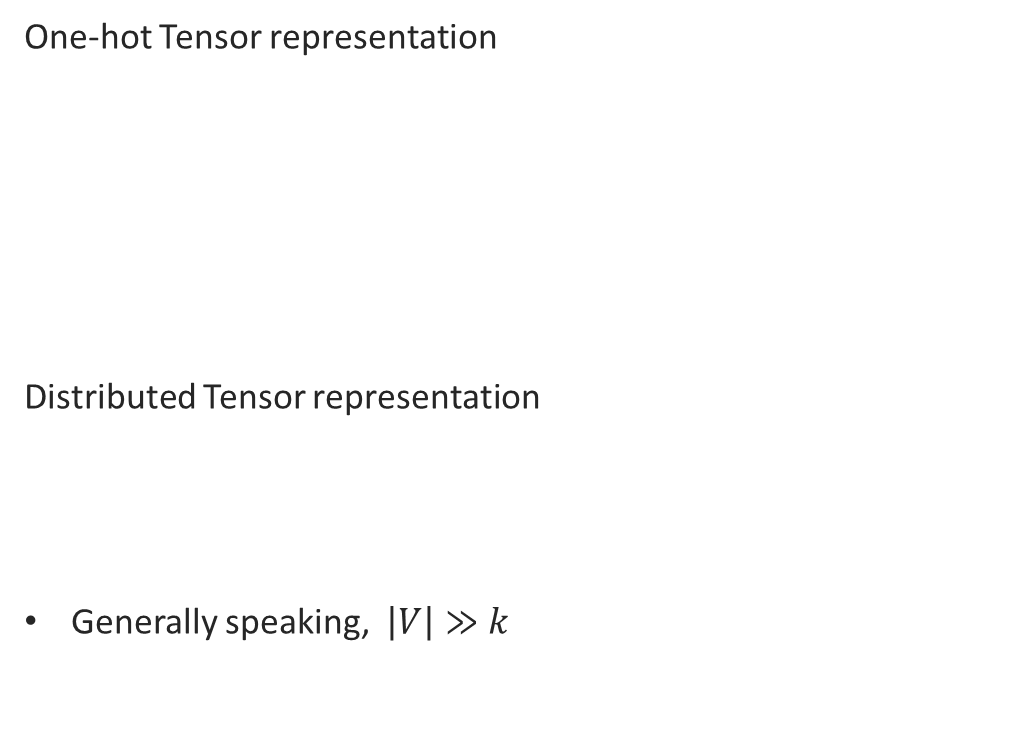 One-hot Tensor representation
Distributed Tensor representation
• Generally speaking, |V| ≫ k